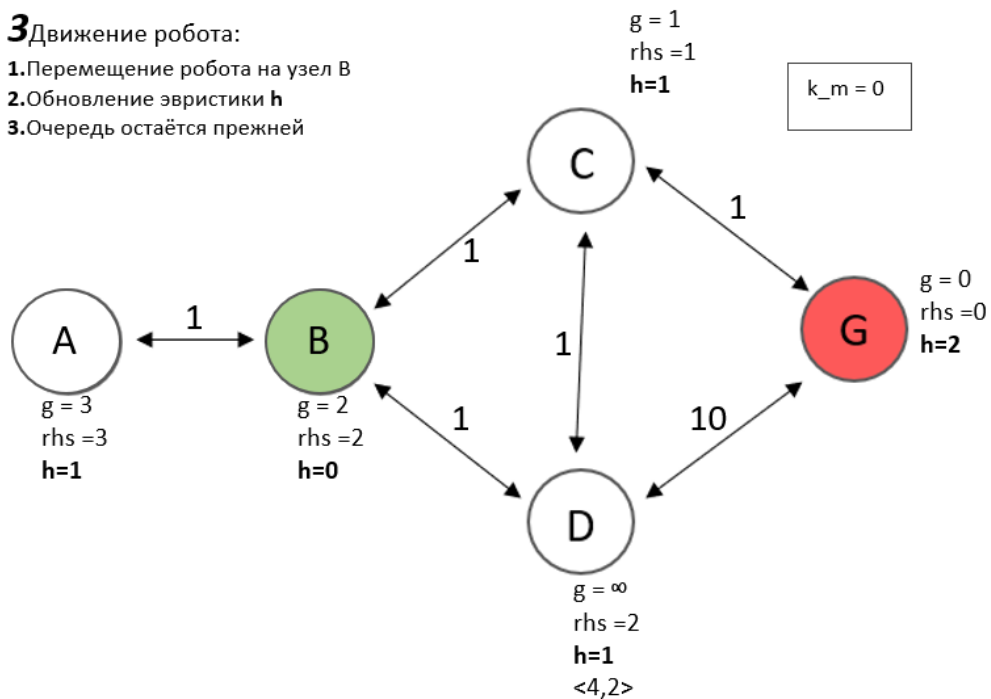 3Движение робота:
1.Перемещение робота на узел B
2.Обновление эвристики h
3.Очередь остаётся прежней
g = 1
rhs =1
h=1
k_m = 0
C
1
1
A
1
B
1
G
g = 0
rhs =0
h=2
g = 3
rhs =3
h=1
g = 2
rhs =2
h=0
1
10
D
g = ∞
rhs =2
h=1
<4,2>